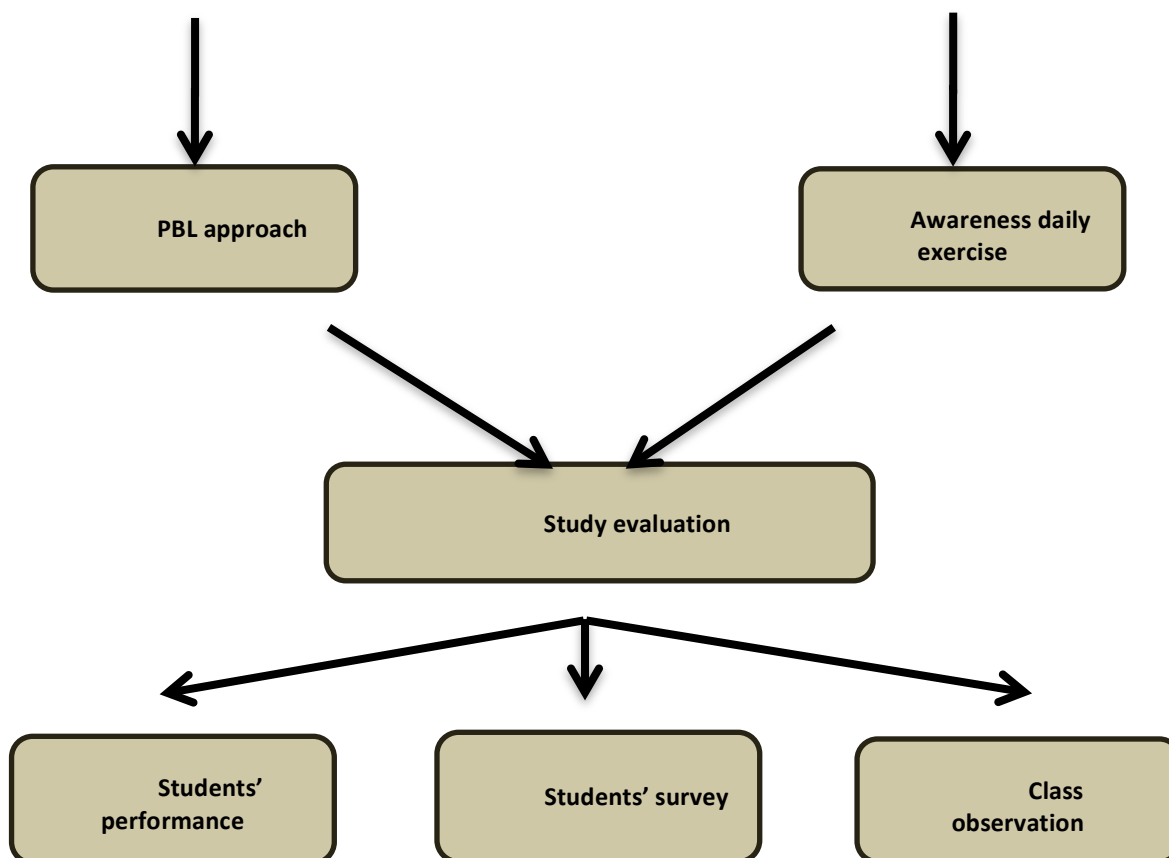 PBL approach
Awareness daily
exercise
Study evaluation
Students’
performance
Students’ survey
Class
observation